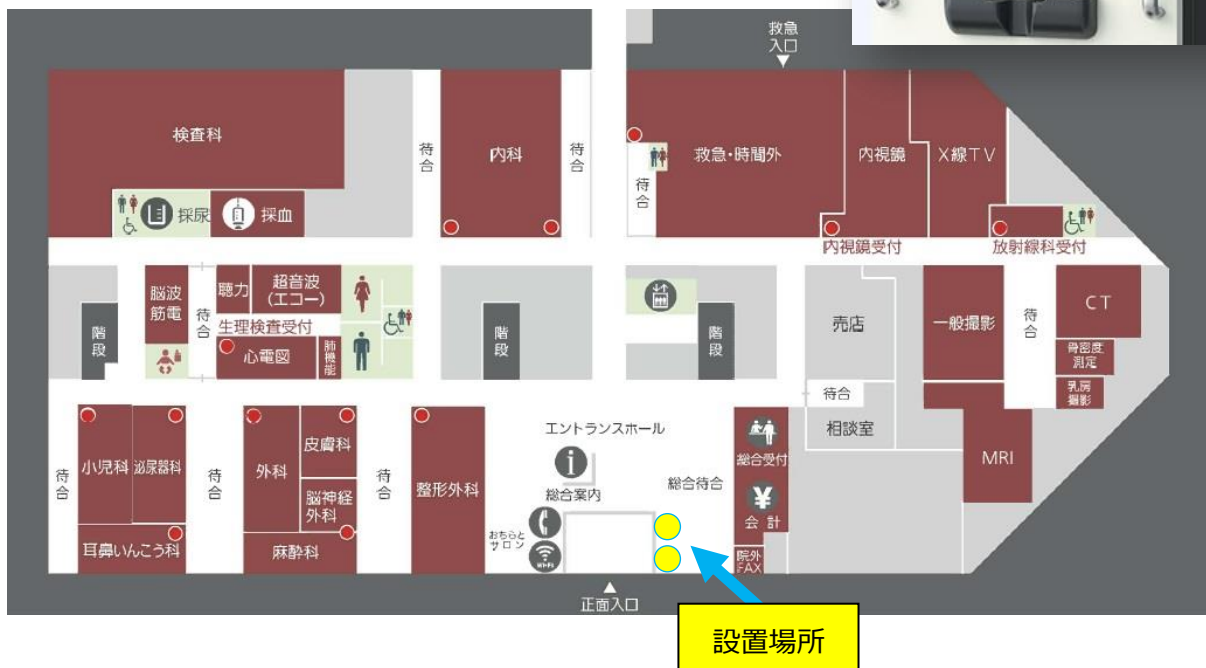 救急
入口
検査科
待合
内科
待合
救急・時間外
内視鏡
X線TV
待合
採尿
採血
内視鏡受付
放射線科受付
脳波
筋電
待合
聴力
超音波
(エコー)
生理検査受付
心電図
肺機能
階段
階段
階段
売店
一般撮影
待合
CT
骨密度
測定
乳房
撮影
待合
相談室
MRI
待合
小児科
泌尿器科
待合
外科
皮膚科
脳神経
外科
待合
整形外科
耳鼻いんこう科
麻酔科
エントランスホール
i
総合案内
おちらと
サロン
Wi-Fi
総合待合
総合受付
¥
会計
院外
FAX
正面入口
設置場所